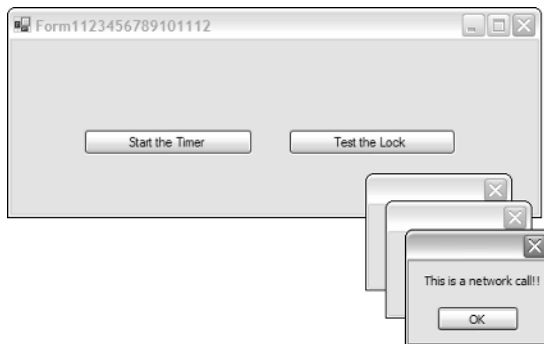 Form1123456789101112
Start the Timer
Test the Lock
This is a network call!!
OK